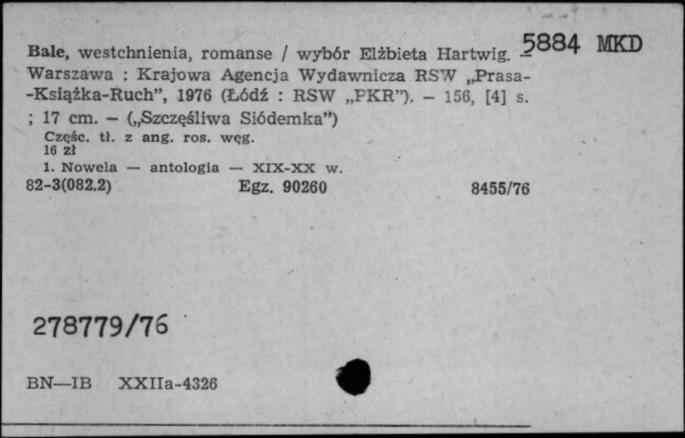 5884 MKD
Bale, westchnienia, romanse / wybór Elżbieta Hartwig. –
Warszawa : Krajowa Agencja Wydawnicza RSW „Prasa-
-Książka-Ruch”, 1976 (Łódź : RSW „PKR”). – 156, [4] s.
; 17 cm. – („Szczęśliwa Siódemka”)
Częśc. tł. z ang. ros. węg.
16 zł
1. Nowela — antologia — XIX-XX w.
82-3(082.2) Egz. 90260 8455/76
278779/76
BN—IB XXIIa-4326